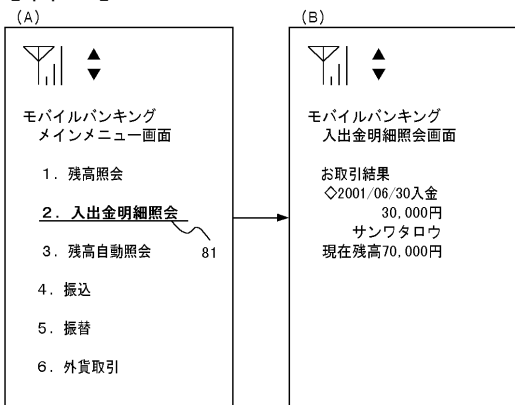 (A)
モバイルバンキング
メインメニュー画面
1. 残高照会
2. 入出金明細照会
3. 残高自動照会
81
4. 振込
5. 振替
6. 外貨取引
(B)
モバイルバンキング
入出金明細照会画面
お取引結果
◇2001/06/30入金
30,000円
サンワタロウ
現在残高70,000円